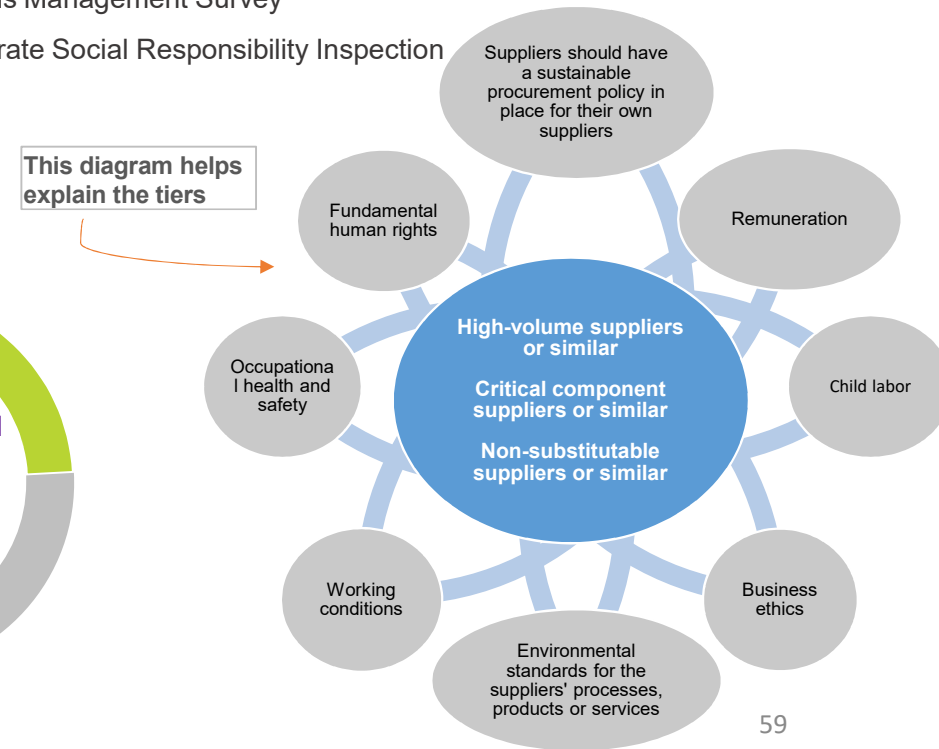 Management Survey
Social Responsibility Inspection
This diagram helps
explain the tiers
Suppliers should have
a sustainable
procurement policy in
place for their own
suppliers
Fundamental
human rights
Remuneration
Occupationa
l health and
safety
High-volume suppliers
or similar
Critical component
suppliers or similar
Non-substitutable
suppliers or similar
Child labor
Working
conditions
Business
ethics
Environmental
standards for the
suppliers' processes,
products or services
59